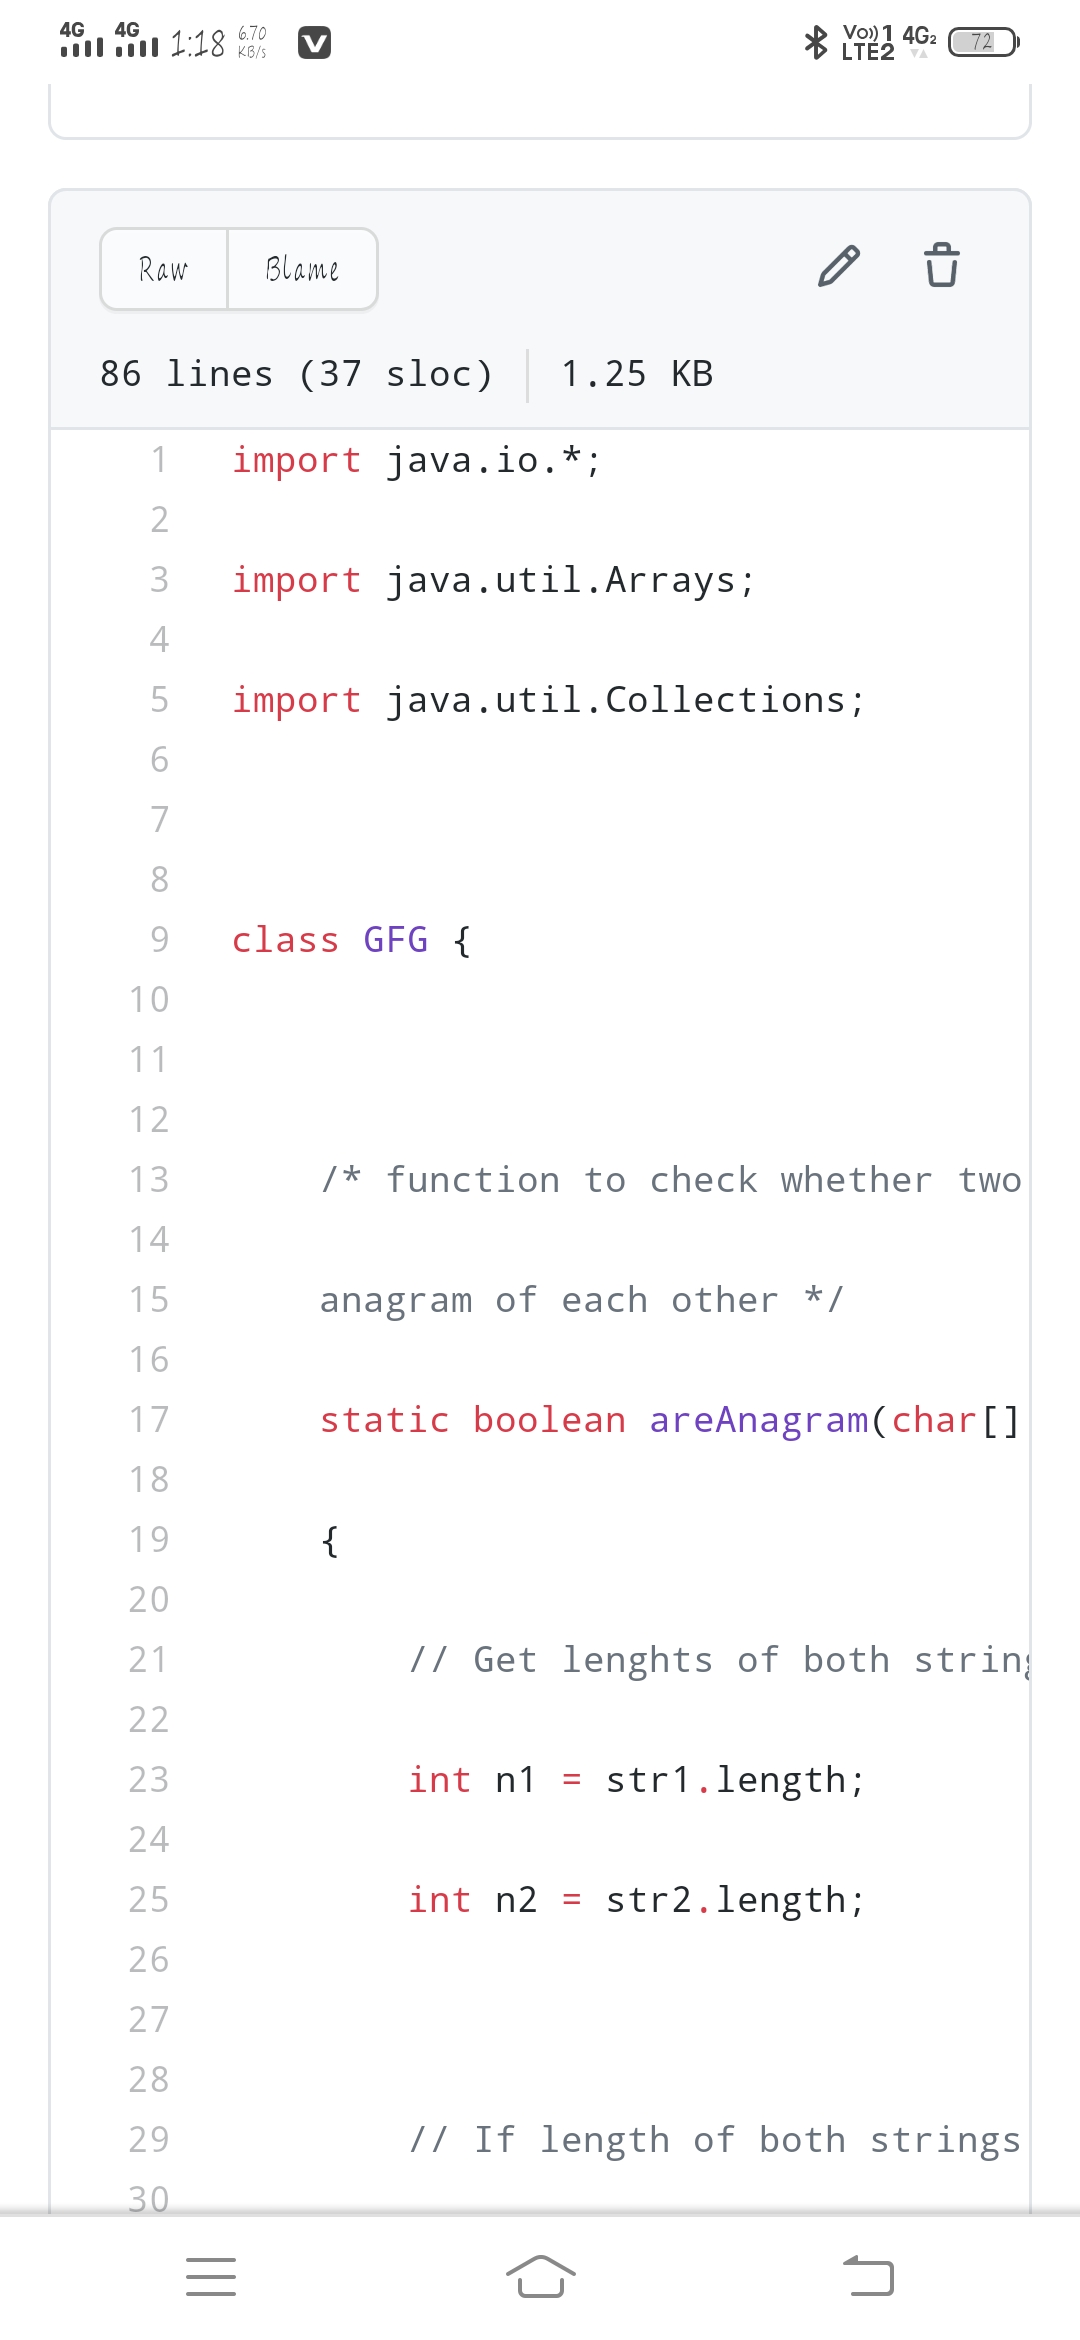 4G 4G 1:18 6.70 KB/s V Vo)) 1 LTE2 4G2 72
Raw Blame
86 lines (37 sloc) 1.25 KB
1 import java.io.*;
2
3 import java.util.Arrays;
4
5 import java.util.Collections;
6
7
8
9 class GFG {
10
11
12
13 /* function to check whether two
14
15 anagram of each other */
16
17 static boolean areAnagram(char[]
18
19 {
20
21 // Get lenghts of both string
22
23 int n1 = str1.length;
24
25 int n2 = str2.length;
26
27
28
29 // If length of both strings
30